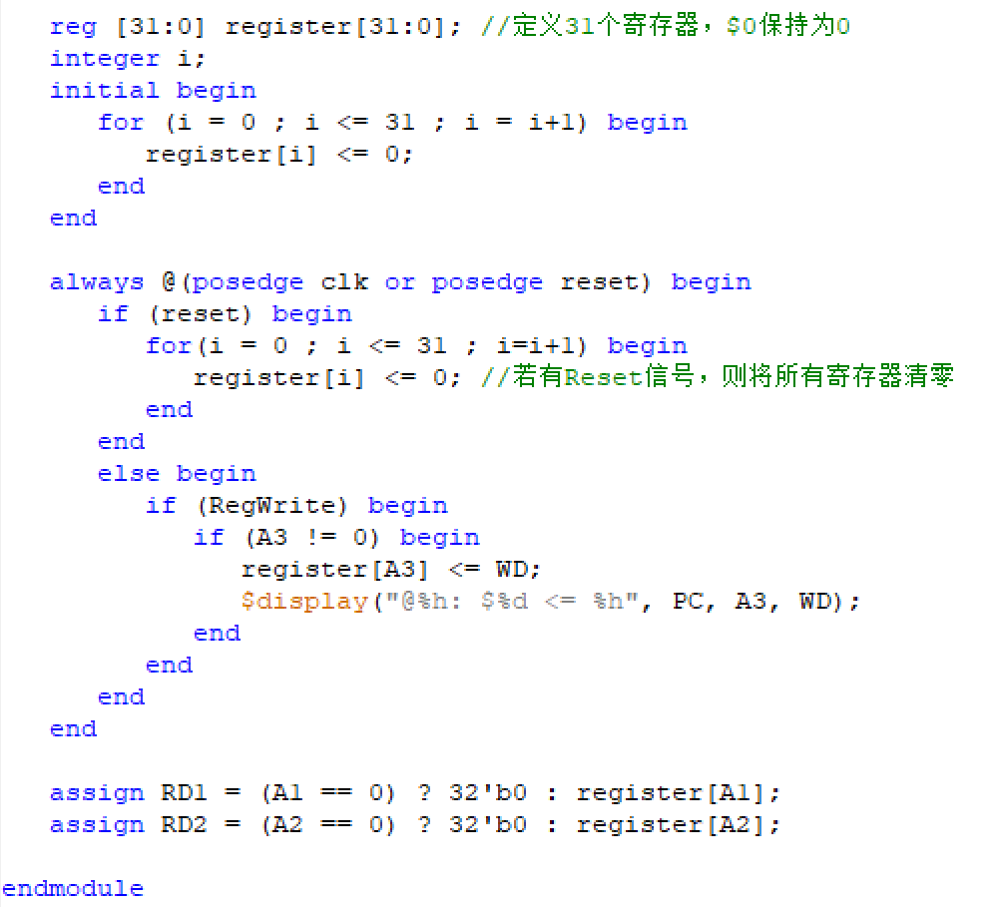 reg [31:0] register[31:0]; //定义31个寄存器，$0保持为0
integer i;
initial begin
for (i = 0 ; i <= 31 ; i = i+1) begin
register[i] <= 0;
end
end
always @(posedge clk or posedge reset) begin
if (reset) begin
for(i = 0 ; i <= 31 ; i=i+1) begin
register[i] <= 0; //若有Reset信号，则将所有寄存器清零
end
end
else begin
if (RegWrite) begin
if (A3 != 0) begin
register[A3] <= WD;
$display("@%h: $%d <= %h", PC, A3, WD);
end
end
end
end
assign RD1 = (A1 == 0) ? 32'b0 : register[A1];
assign RD2 = (A2 == 0) ? 32'b0 : register[A2];
endmodule